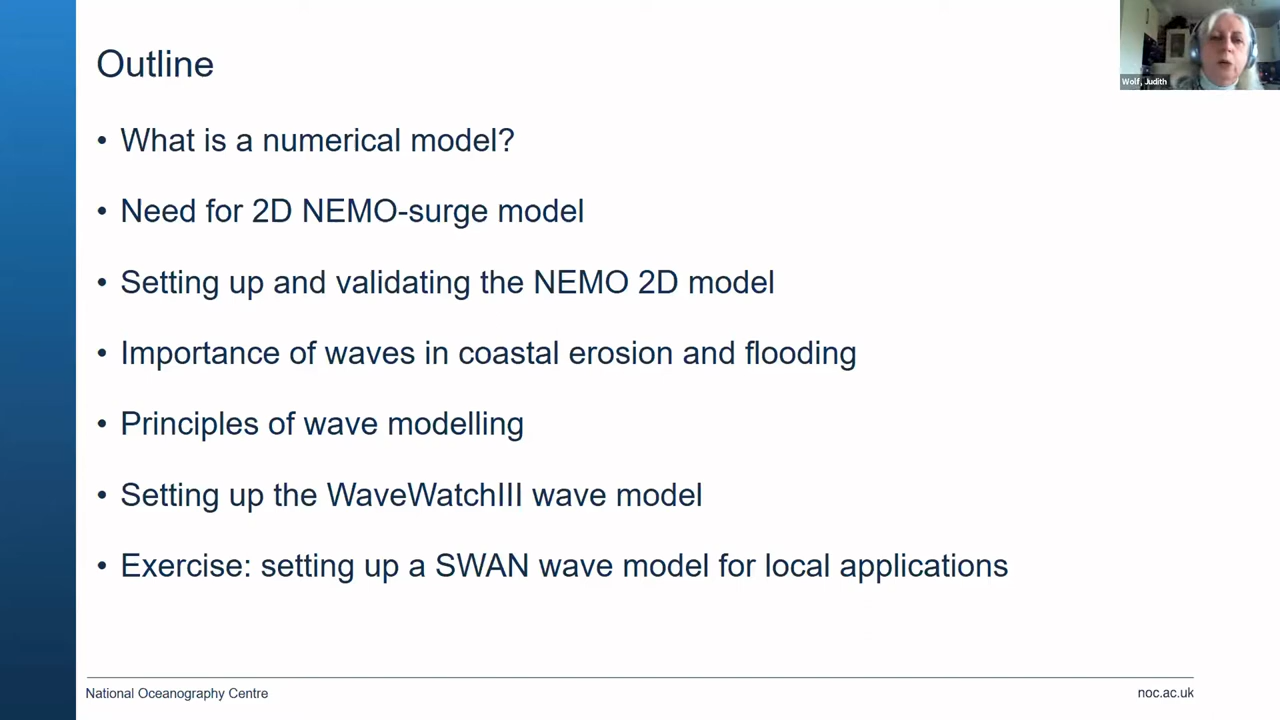 Outline
• What is a numerical model?
• Need for 2D NEMO-surge model
• Setting up and validating the NEMO 2D model
• Importance of waves in coastal erosion and flooding
• Principles of wave modelling
• Setting up the WaveWatchIII wave model
• Exercise: setting up a SWAN wave model for local applications
National Oceanography Centre
noc.ac.uk
Wolf, Judith